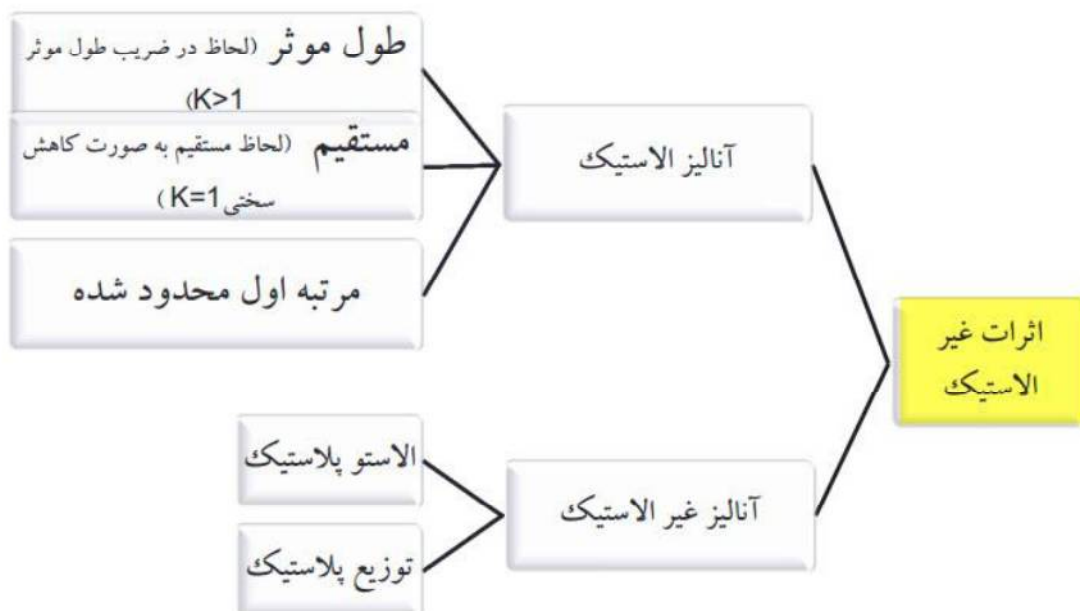 اثرات غیر
الاستیک
آنالیز الاستیک
طول موثر (لحاظ در ضریب طول موثر
K>1)
مستقیم (لحاظ مستقیم به صورت کاهش
سختی K=1)
مرتبه اول محدود شده
آنالیز غیر الاستیک
الاستو پلاستیک
توزیع پلاستیک